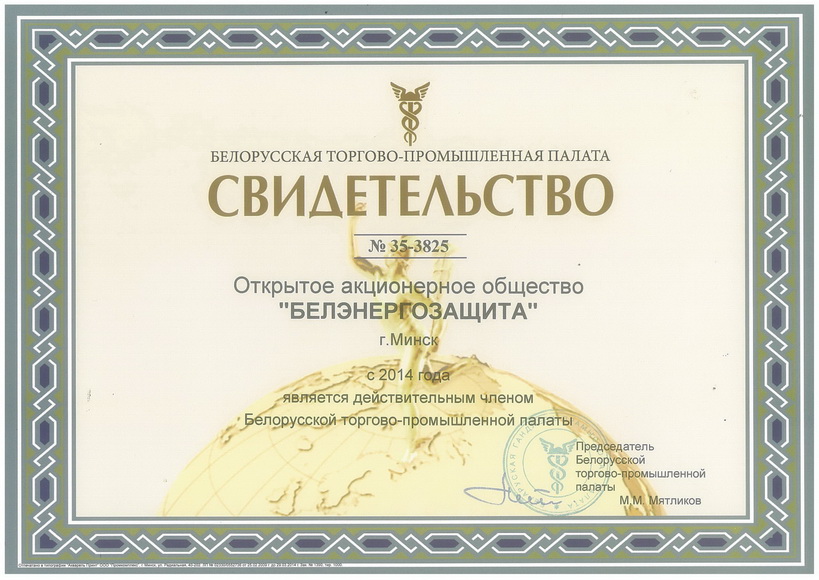 БЕЛОРУССКАЯ ТОРГОВО-ПРОМЫШЛЕННАЯ ПАЛАТА
СВИДЕТЕЛЬСТВО
№ 35-3825
Открытое акционерное общество
"БЕЛЭНЕРГОЗАЩИТА"
г.Минск
с 2014 года
является действительным членом
Белорусской торгово-промышленной палаты
Председатель
Белорусской
торгово-промышленной
палаты
М.М. Мятликов